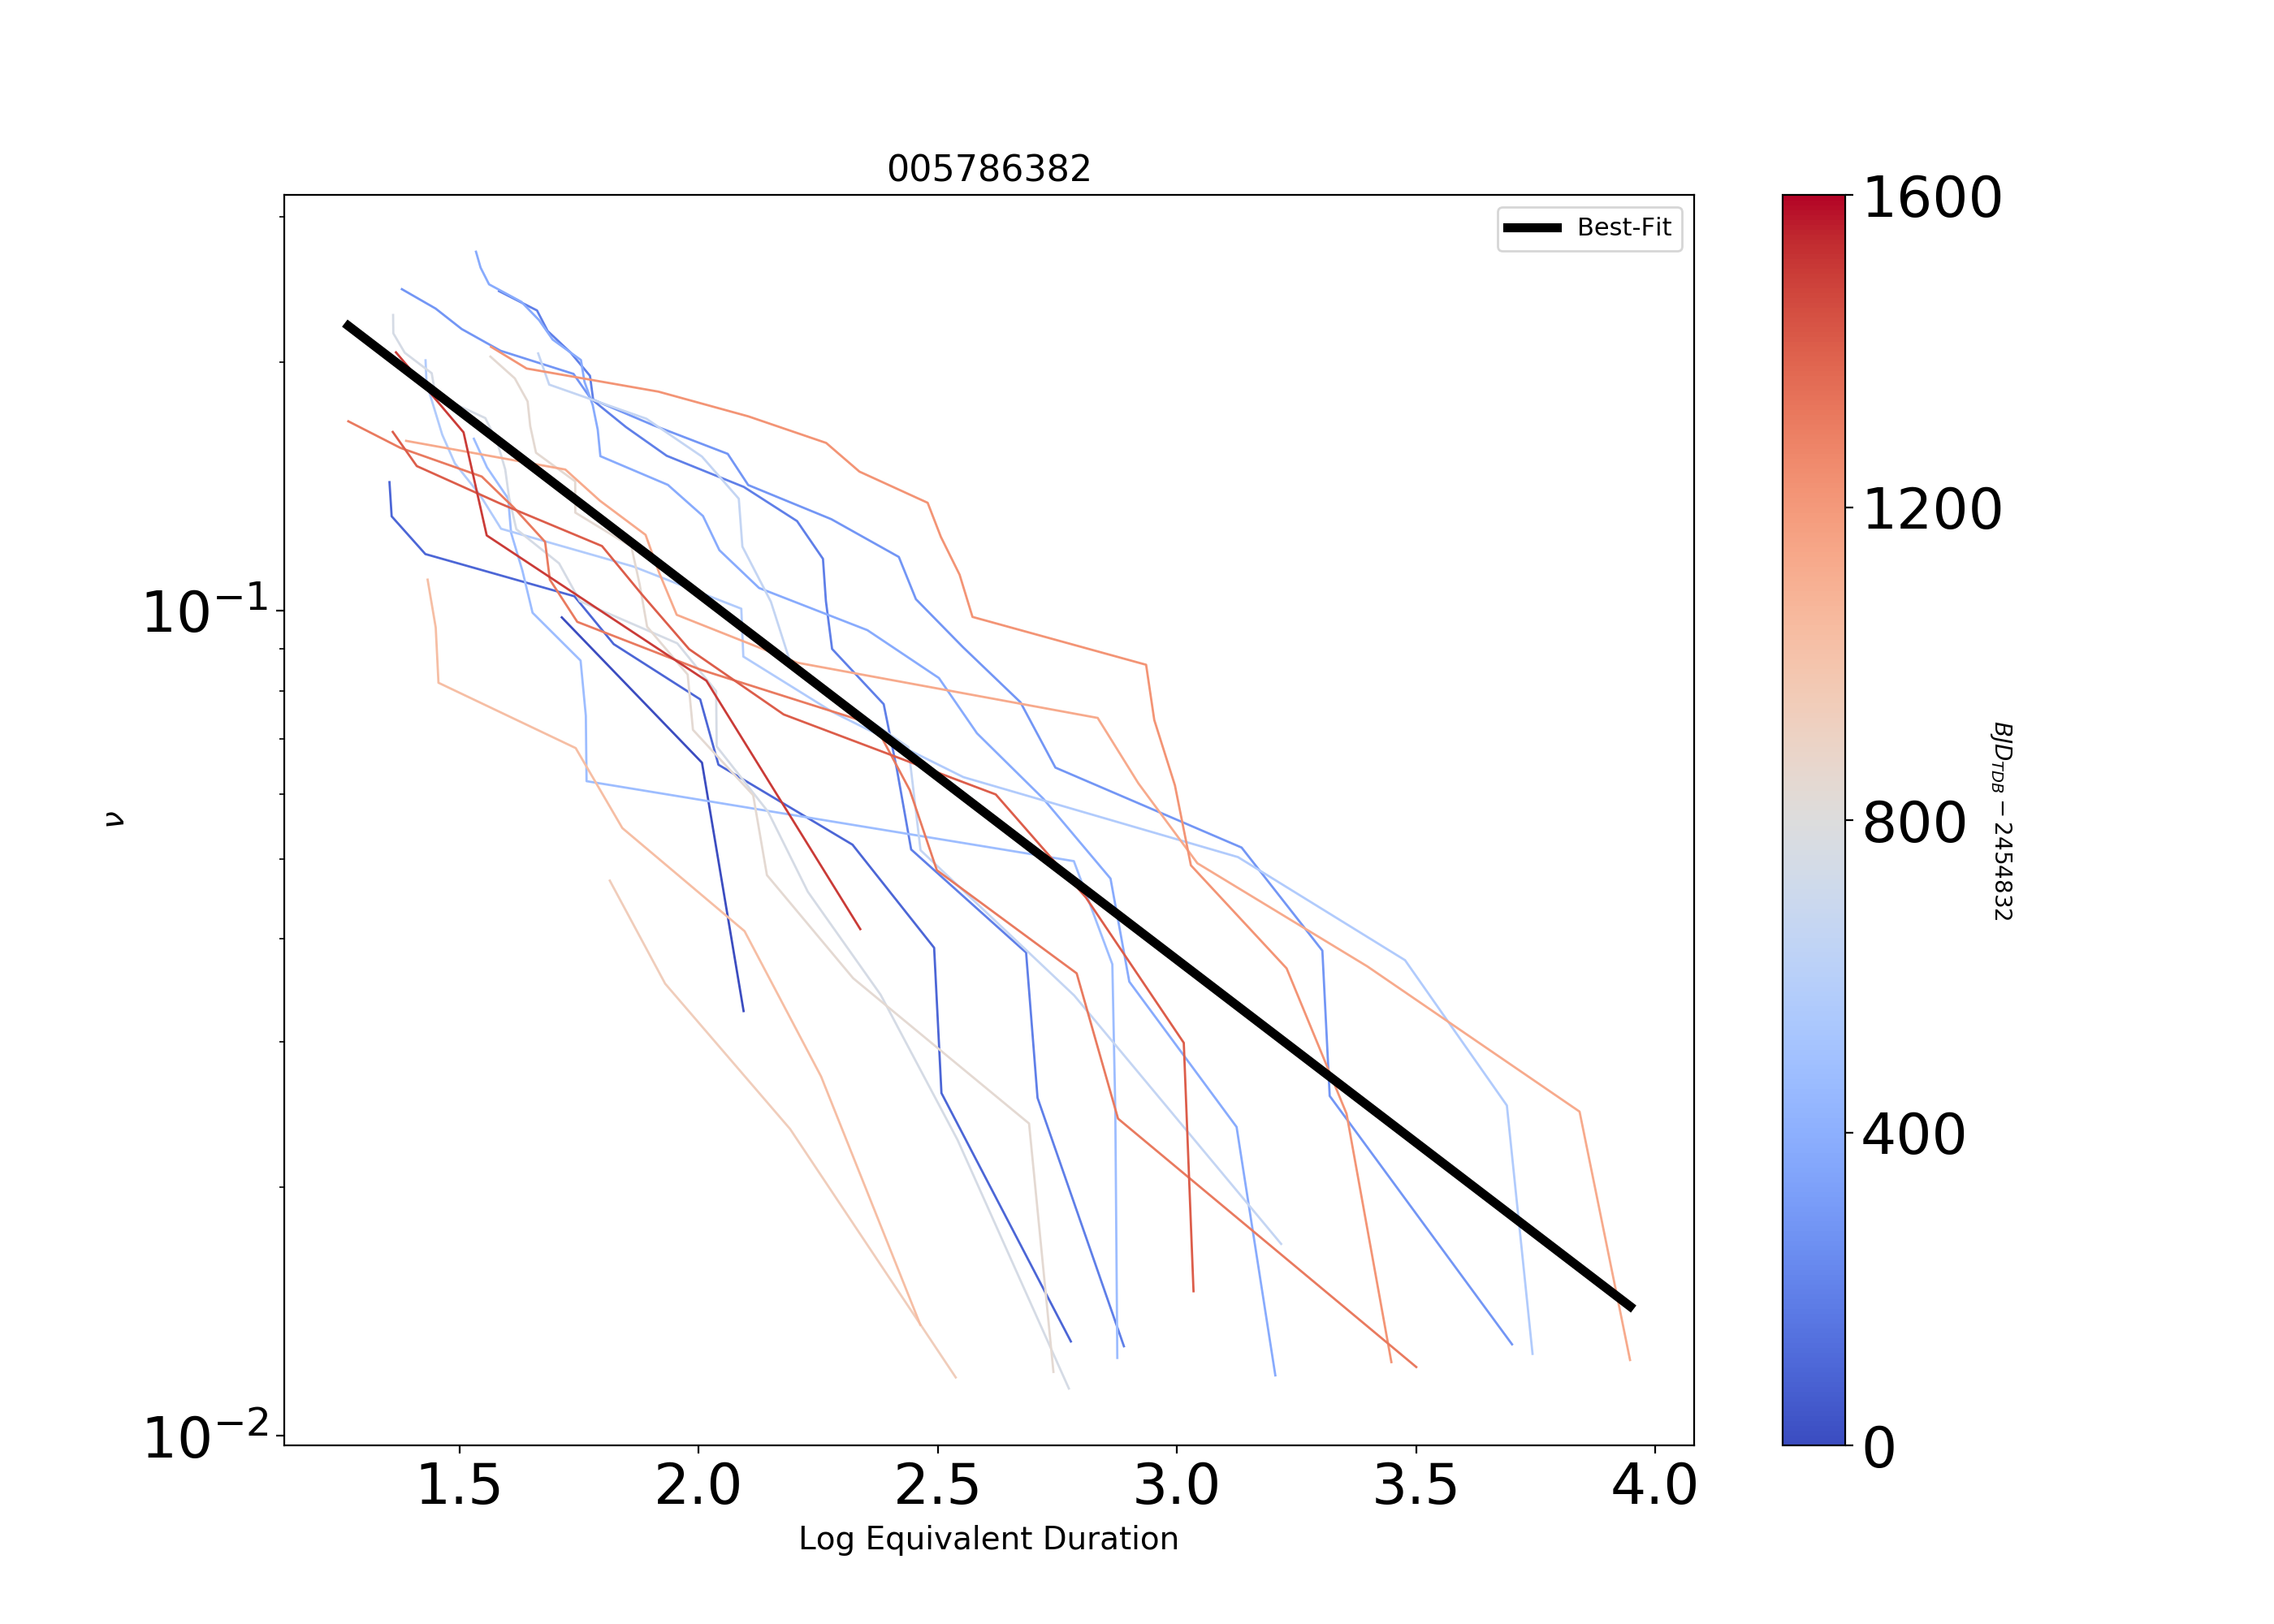 005786382
Best-Fit
10⁻¹
10⁻²
ν
1.5 2.0 2.5 3.0 3.5 4.0
Log Equivalent Duration
1600
1200
800
400
0
BJD_TDB − 2454832